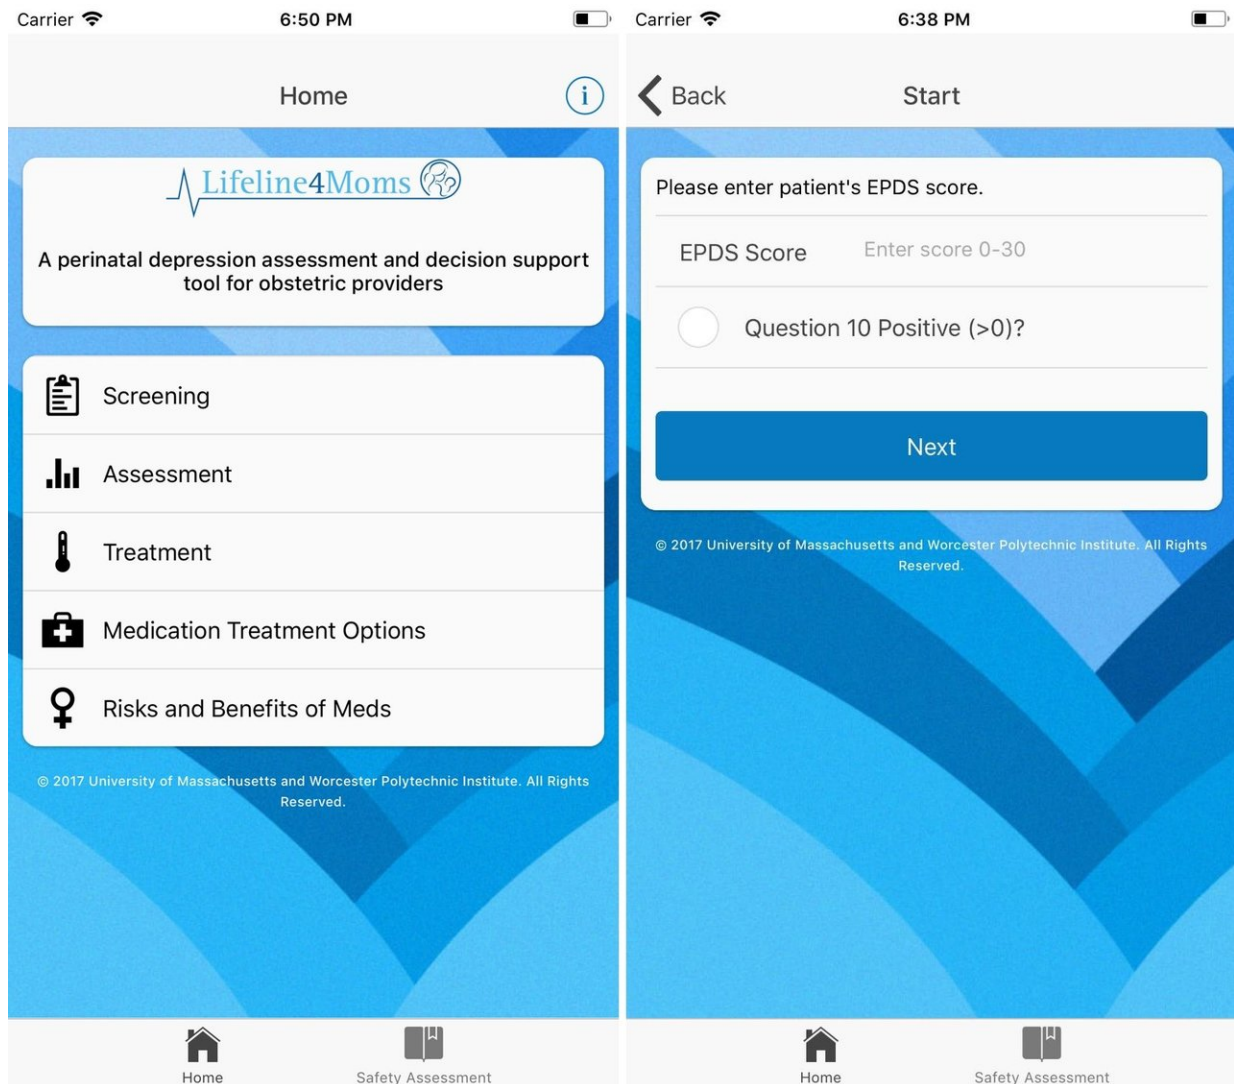 Carrier 6:50 PM
Home
Lifeline4Moms
A perinatal depression assessment and decision support
tool for obstetric providers
Screening
Assessment
Treatment
Medication Treatment Options
Risks and Benefits of Meds
© 2017 University of Massachusetts and Worcester Polytechnic Institute. All Rights
Reserved.
Home Safety Assessment
Carrier 6:38 PM
Back Start
Please enter patient's EPDS score.
EPDS Score Enter score 0-30
Question 10 Positive (>0)?
Next
© 2017 University of Massachusetts and Worcester Polytechnic Institute. All Rights
Reserved.
Home Safety Assessment